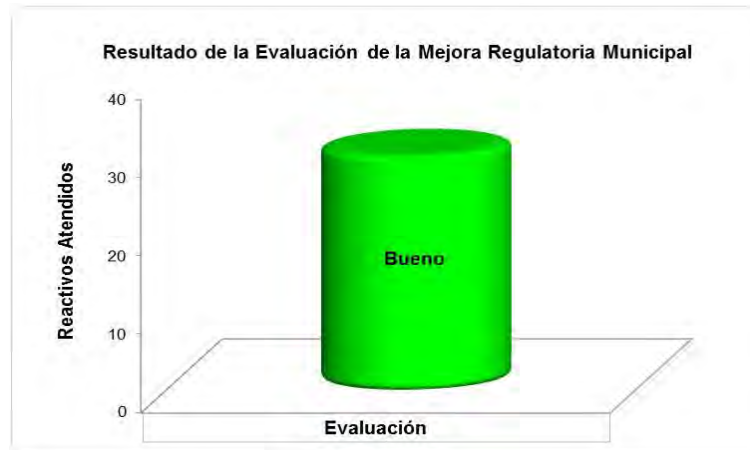 Resultado de la Evaluación de la Mejora Regulatoria Municipal
Reactivos Atendidos
40
30
20
10
0
Bueno
Evaluación